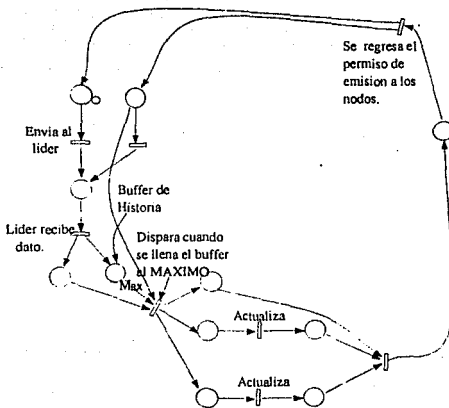 Se regresa el
permiso de
emision a los
nodos.
Envia al
lider
Buffer de
Historia
Lider recibe
dato.
Dispara cuando
se llena el buffer
al MAXIMO
Max
Actualiza
Actualiza